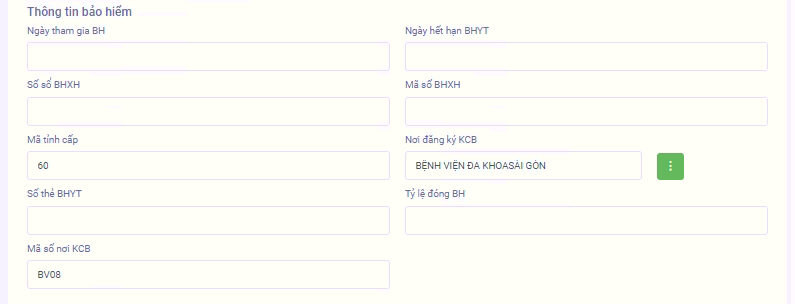 Thông tin bảo hiểm
Ngày tham gia BH
Ngày hết hạn BHYT
Số sổ BHXH
Mã số BHXH
Mã tỉnh cấp
Nơi đăng ký KCB
60
BỆNH VIỆN ĐA KHOASÀI GÒN
Số thẻ BHYT
Tỷ lệ đóng BH
Mã số nơi KCB
BV08